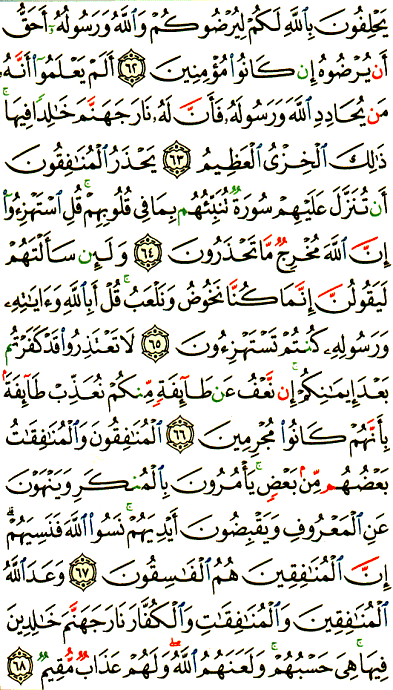 يَحْلِفُونَ بِٱللَّهِ لَكُمْ لِيُرْضُوكُمْ وَٱللَّهُ وَرَسُولُهُۥٓ أَحَقُّ
أَن يُرْضُوهُ إِن كَانُوا۟ مُؤْمِنِينَ ٦٢ أَلَمْ يَعْلَمُوٓا۟ أَنَّهُۥ
مَن يُحَادِدِ ٱللَّهَ وَرَسُولَهُۥ فَأَنَّ لَهُۥ نَارَ جَهَنَّمَ خَٰلِدًا فِيهَا ۚ
ذَٰلِكَ ٱلْخِزْىُ ٱلْعَظِيمُ ٦٣ يَحْذَرُ ٱلْمُنَٰفِقُونَ
أَن تُنَزَّلَ عَلَيْهِمْ سُورَةٌ تُنَبِّئُهُم بِمَا فِى قُلُوبِهِمْ ۚ قُلِ ٱسْتَهْزِءُوٓا۟
إِنَّ ٱللَّهَ مُخْرِجٌ مَّا تَحْذَرُونَ ٦٤ وَلَئِن سَأَلْتَهُمْ
لَيَقُولُنَّ إِنَّمَا كُنَّا نَخُوضُ وَنَلْعَبُ ۚ قُلْ أَبِٱللَّهِ وَءَايَٰتِهِۦ
وَرَسُولِهِۦ كُنتُمْ تَسْتَهْزِءُونَ ٦٥ لَا تَعْتَذِرُوا۟ قَدْ كَفَرْتُم
بَعْدَ إِيمَٰنِكُمْ ۚ إِن نَّعْفُ عَن طَآئِفَةٍ مِّنكُمْ نُعَذِّبْ طَآئِفَةًۢ
بِأَنَّهُمْ كَانُوا۟ مُجْرِمِينَ ٦٦ ٱلْمُنَٰفِقُونَ وَٱلْمُنَٰفِقَٰتُ
بَعْضُهُم مِّنۢ بَعْضٍ ۚ يَأْمُرُونَ بِٱلْمُنكَرِ وَيَنْهَوْنَ
عَنِ ٱلْمَعْرُوفِ وَيَقْبِضُونَ أَيْدِيَهُمْ ۚ نَسُوا۟ ٱللَّهَ فَنَسِيَهُمْ ۗ
إِنَّ ٱلْمُنَٰفِقِينَ هُمُ ٱلْفَٰسِقُونَ ٦٧ وَعَدَ ٱللَّهُ
ٱلْمُنَٰفِقِينَ وَٱلْمُنَٰفِقَٰتِ وَٱلْكُفَّارَ نَارَ جَهَنَّمَ خَٰلِدِينَ
فِيهَا ۚ هِىَ حَسْبُهُمْ ۚ وَلَعَنَهُمُ ٱللَّهُ ۖ وَلَهُمْ عَذَابٌ مُّقِيمٌ ٦٨